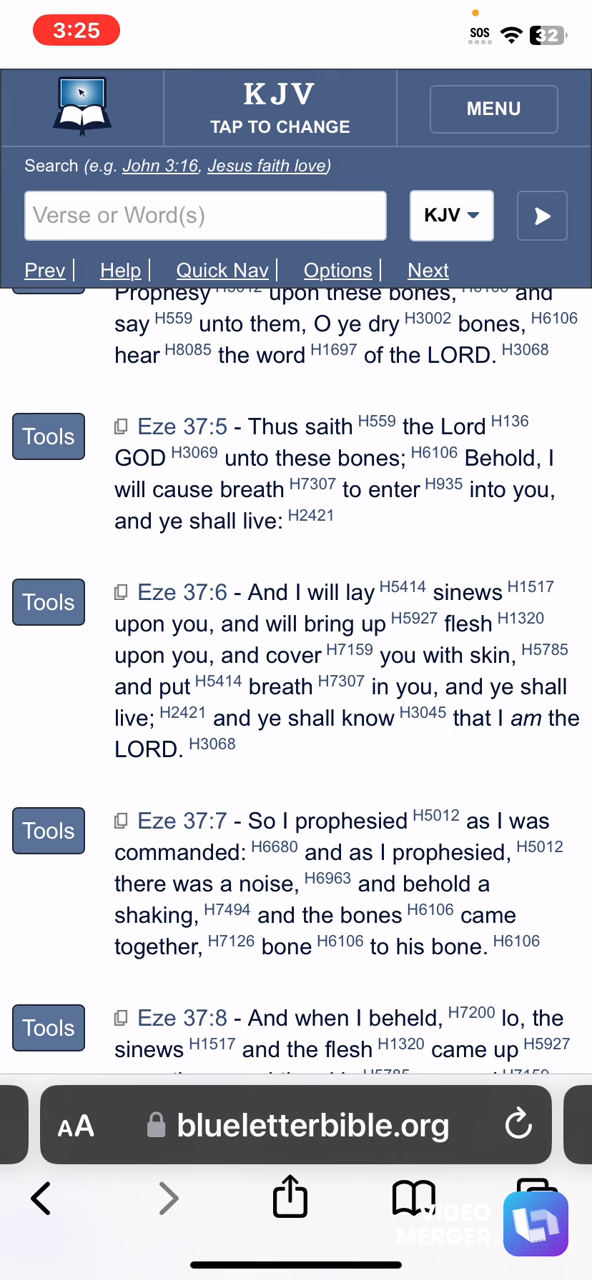 3:25
SOS
32
KJV
TAP TO CHANGE
MENU
Search (e.g. John 3:16, Jesus faith love)
Verse or Word(s)
KJV
Prev | Help | Quick Nav | Options | Next
Prophesy H5012 upon these bones, H6106 and
say H559 unto them, O ye dry H3002 bones, H6106
hear H8085 the word H1697 of the LORD. H3068
Tools
Eze 37:5 - Thus saith H559 the Lord H136
GOD H3069 unto these bones; H6106 Behold, I
will cause breath H7307 to enter H935 into you,
and ye shall live: H2421
Tools
Eze 37:6 - And I will lay H5414 sinews H1517
upon you, and will bring up H5927 flesh H1320
upon you, and cover H7159 you with skin, H5785
and put H5414 breath H7307 in you, and ye shall
live; H2421 and ye shall know H3045 that I am the
LORD. H3068
Tools
Eze 37:7 - So I prophesied H5012 as I was
commanded: H6680 and as I prophesied, H5012
there was a noise, H6963 and behold a
shaking, H7494 and the bones H6106 came
together, H7126 bone H6106 to his bone. H6106
Tools
Eze 37:8 - And when I beheld, H7200 lo, the
sinews H1517 and the flesh H1320 came up H5927
AA
blueletterbible.org
VIDEO
MERGER